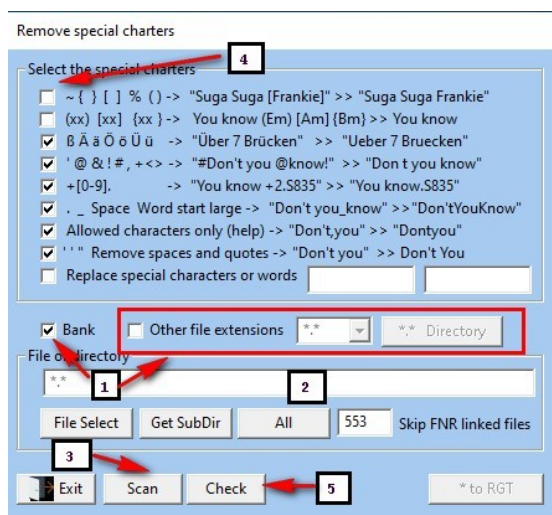 Remove special charters
4
Select the special charters
~ { } [ ] % ( ) -> "Suga Suga [Frankie]" >> "Suga Suga Frankie"
(xx) [xx] {xx } -> You know (Em) [Am] {Bm} >> You know
ß Ä ä Ö ö Ü ü -> "Über 7 Brücken" >> "Ueber 7 Bruecken"
' @ & ! # , + <> -> "#Don't you @know!" >> "Don t you know"
+[0-9]. -> "You know +2.S835" >> "You know.S835"
. _ Space Word start large -> "Don't you_know" >>"Don'tYouKnow"
Allowed characters only (help) -> "Don't,you" >> "Dontyou"
' ' " Remove spaces and quotes -> "Don't you" >> Don't You
Replace special characters or words
Bank Other file extensions *.* *.* Directory
File or directory
*.* 1 2
File Select Get SubDir All 553 Skip FNR linked files
3
Exit Scan Check 5 * to RGT